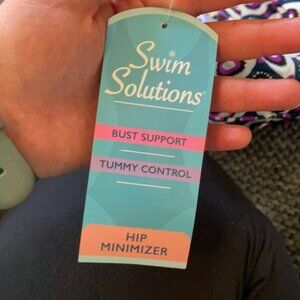 Swim
Solutions®
BUST SUPPORT
TUMMY CONTROL
HIP
MINIMIZER